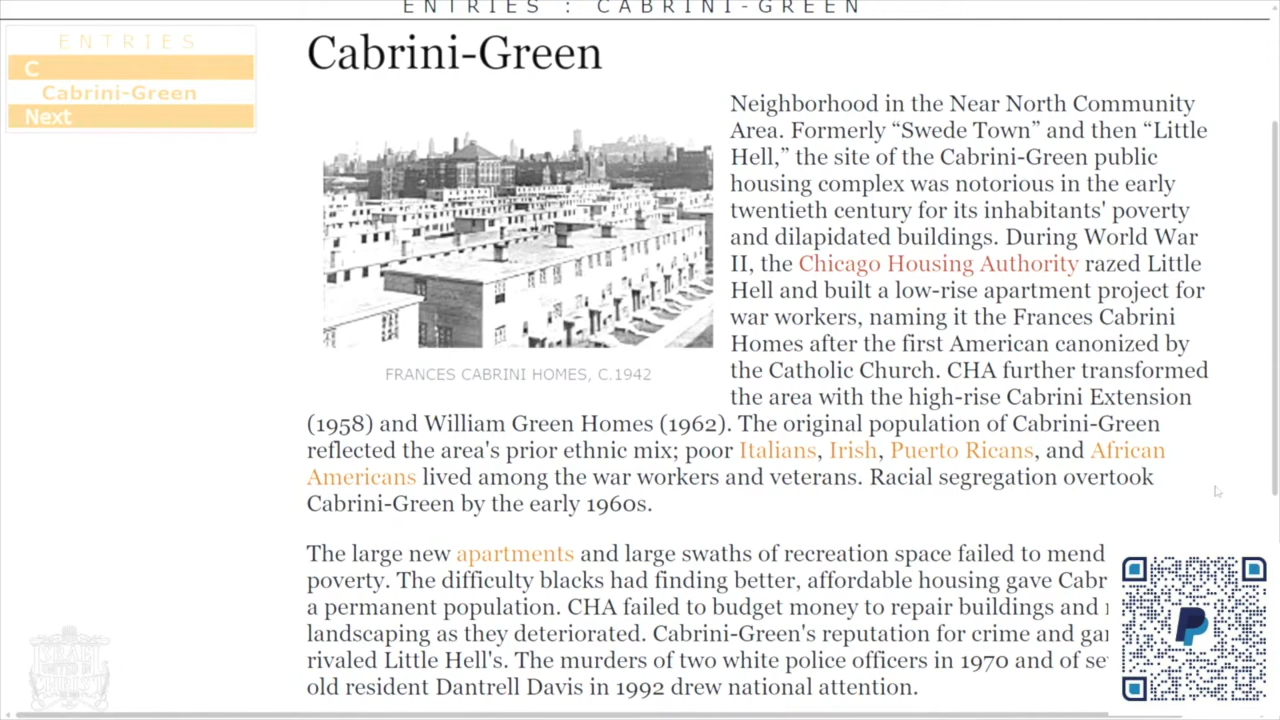 ENTRIES : CABRINI-GREEN
ENTRIES
C
Cabrini-Green
Next
Cabrini-Green
Neighborhood in the Near North Community
Area. Formerly “Swede Town” and then “Little
Hell,” the site of the Cabrini-Green public
housing complex was notorious in the early
twentieth century for its inhabitants' poverty
and dilapidated buildings. During World War
II, the Chicago Housing Authority razed Little
Hell and built a low-rise apartment project for
war workers, naming it the Frances Cabrini
Homes after the first American canonized by
the Catholic Church. CHA further transformed
the area with the high-rise Cabrini Extension
FRANCES CABRINI HOMES, C.1942
(1958) and William Green Homes (1962). The original population of Cabrini-Green
reflected the area's prior ethnic mix; poor Italians, Irish, Puerto Ricans, and African
Americans lived among the war workers and veterans. Racial segregation overtook
Cabrini-Green by the early 1960s.
The large new apartments and large swaths of recreation space failed to mend
poverty. The difficulty blacks had finding better, affordable housing gave Cabr
a permanent population. CHA failed to budget money to repair buildings and
landscaping as they deteriorated. Cabrini-Green's reputation for crime and ga
rivaled Little Hell's. The murders of two white police officers in 1970 and of se
old resident Dantrell Davis in 1992 drew national attention.